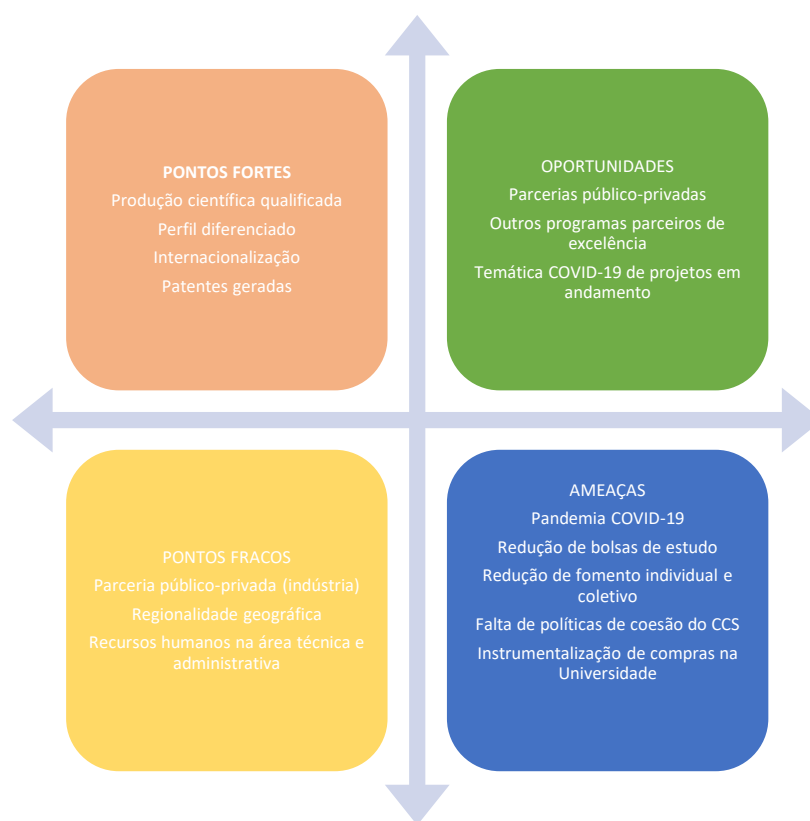 PONTOS FORTES
Produção científica qualificada
Perfil diferenciado
Internacionalização
Patentes geradas
OPORTUNIDADES
Parcerias público-privadas
Outros programas parceiros de
excelência
Temática COVID-19 de projetos em
andamento
PONTOS FRACOS
Parceria público-privada (indústria)
Regionalidade geográfica
Recursos humanos na área técnica e
administrativa
AMEAÇAS
Pandemia COVID-19
Redução de bolsas de estudo
Redução de fomento individual e
coletivo
Falta de políticas de coesão do CCS
Instrumentalização de compras na
Universidade